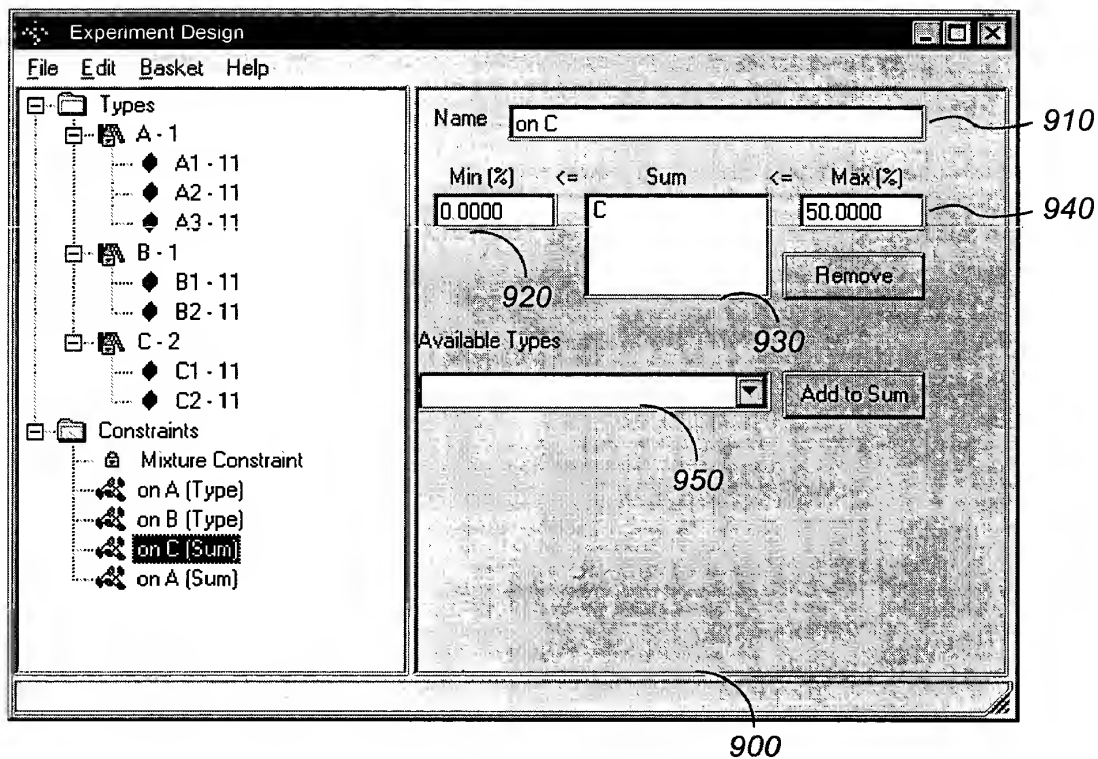 Experiment Design
File Edit Basket Help
Types
A - 1
A1 - 11
A2 - 11
A3 - 11
B - 1
B1 - 11
B2 - 11
C - 2
C1 - 11
C2 - 11
Constraints
Mixture Constraint
on A (Type)
on B (Type)
on C (Sum)
on A (Sum)
Name on C 910
Min (%) <= Sum <= Max (%)
0.0000 C 50.0000 940
Remove
920
930
Available Types
Add to Sum
950
900